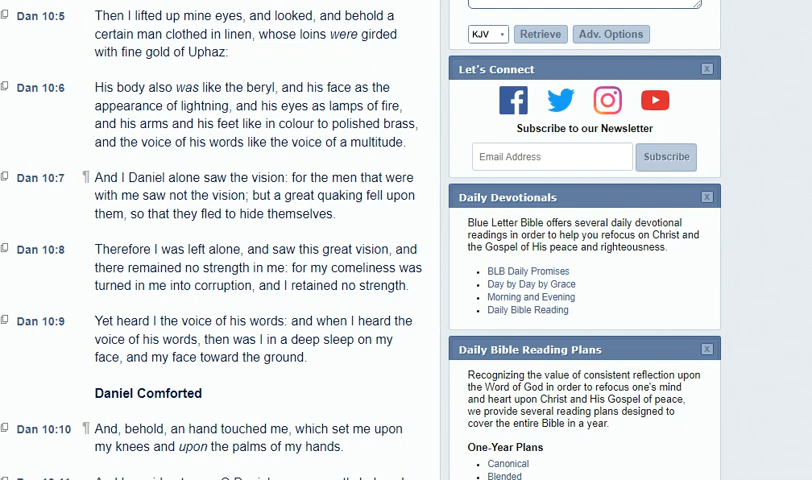 Dan 10:5 Then I lifted up mine eyes, and looked, and behold a
certain man clothed in linen, whose loins were girded
with fine gold of Uphaz:
Dan 10:6 His body also was like the beryl, and his face as the
appearance of lightning, and his eyes as lamps of fire,
and his arms and his feet like in colour to polished brass,
and the voice of his words like the voice of a multitude.
Dan 10:7 ¶ And I Daniel alone saw the vision: for the men that were
with me saw not the vision; but a great quaking fell upon
them, so that they fled to hide themselves.
Dan 10:8 Therefore I was left alone, and saw this great vision, and
there remained no strength in me: for my comeliness was
turned in me into corruption, and I retained no strength.
Dan 10:9 Yet heard I the voice of his words: and when I heard the
voice of his words, then was I in a deep sleep on my
face, and my face toward the ground.
Daniel Comforted
Dan 10:10 ¶ And, behold, an hand touched me, which set me upon
my knees and upon the palms of my hands.
KJV Retrieve Adv. Options
Let's Connect
Subscribe to our Newsletter
Email Address Subscribe
Daily Devotionals
Blue Letter Bible offers several daily devotional
readings in order to help you refocus on Christ and
the Gospel of His peace and righteousness.
BLB Daily Promises
Day by Day by Grace
Morning and Evening
Daily Bible Reading
Daily Bible Reading Plans
Recognizing the value of consistent reflection upon
the Word of God in order to refocus one's mind
and heart upon Christ and His Gospel of peace,
we provide several reading plans designed to
cover the entire Bible in a year.
One-Year Plans
Canonical
Blended